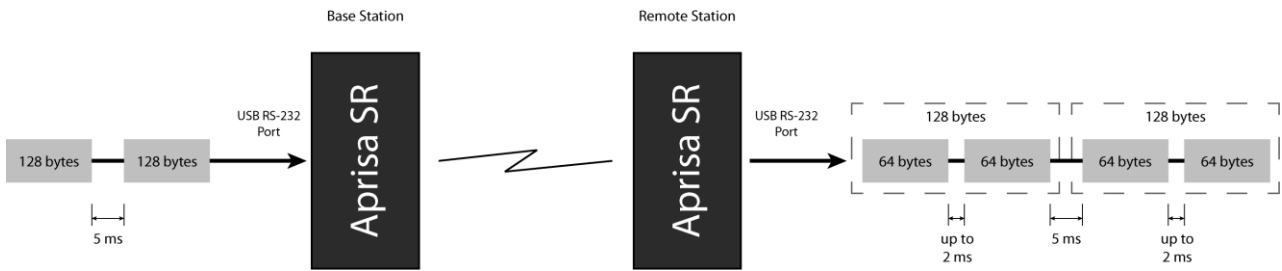 Base Station
Remote Station
USB RS-232
Port
Aprisa SR
Aprisa SR
USB RS-232
Port
128 bytes
128 bytes
128 bytes
128 bytes
64 bytes
64 bytes
64 bytes
64 bytes
5 ms
up to
2 ms
5 ms
up to
2 ms